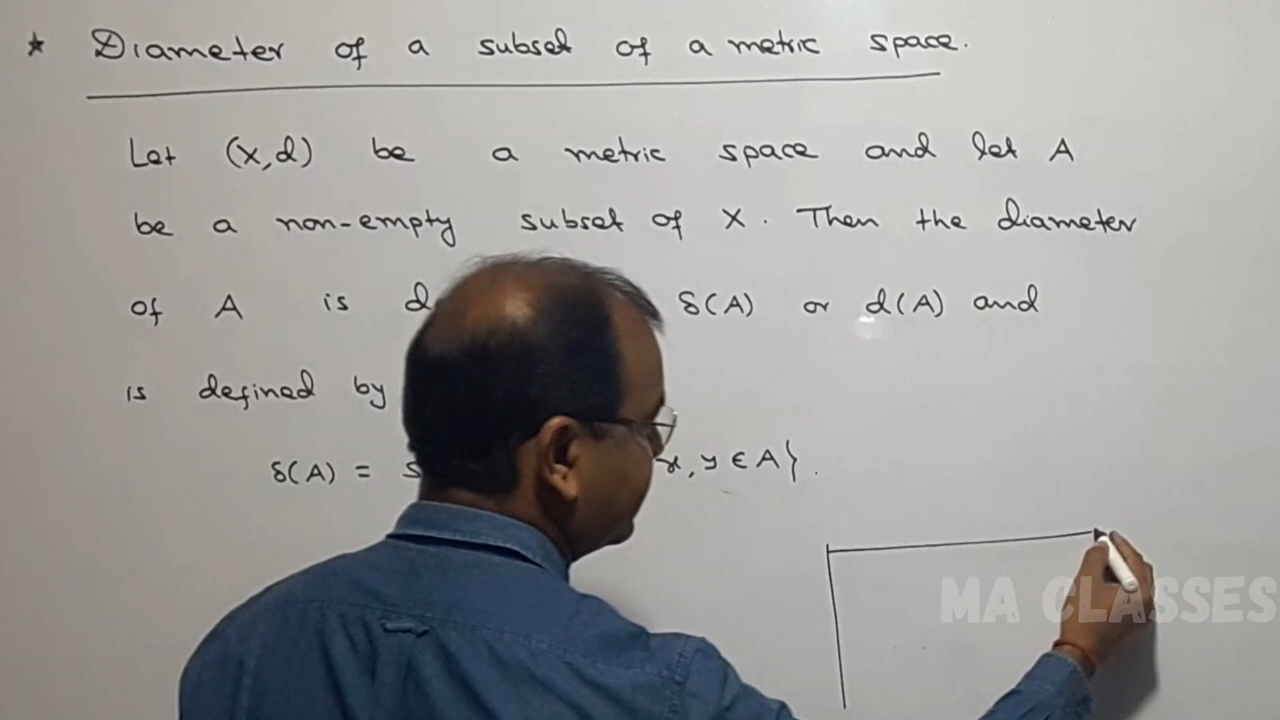 * Diameter of a subset of a metric space.
Let (X,d) be a metric space and let A
be a non-empty subset of X. Then the diameter
of A is δ(A) or d(A) and
is defined by
δ(A) = x, y ∈ A}.
MA CLASSES